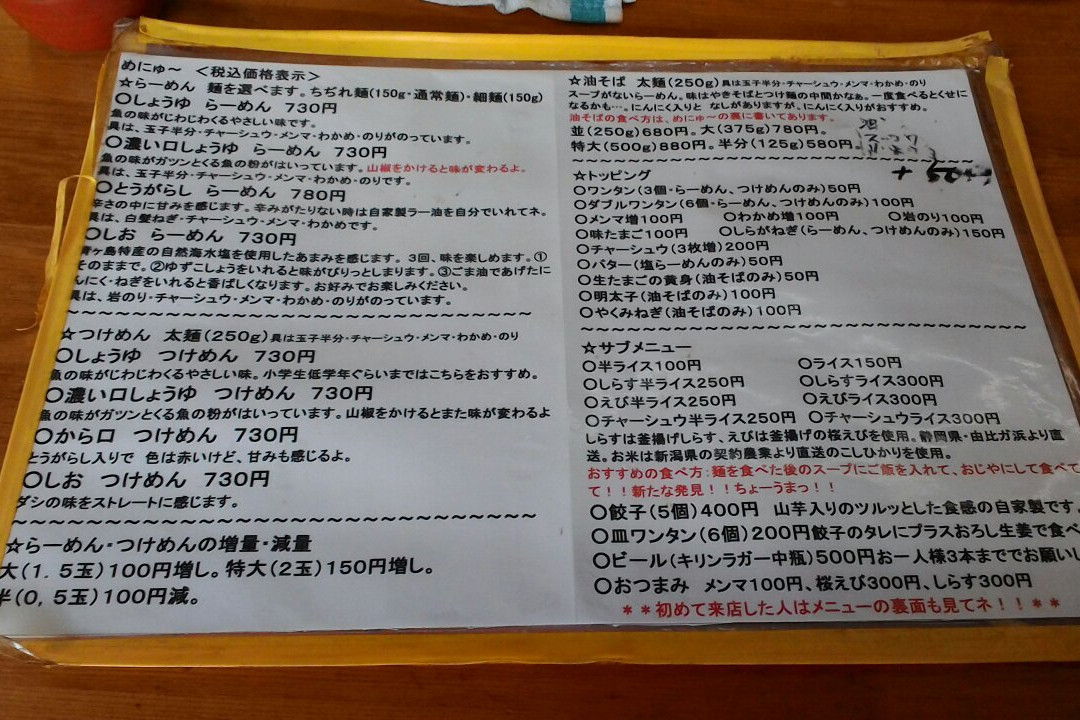 めにゅ～ ＜税込価格表示＞
☆らーめん 麺を選べます。ちぢれ麺(150g・通常麺)・細麺(150g)
〇しょうゆ らーめん 730円
魚の味がじわじわくるやさしい味です。
具は、玉子半分・チャーシュウ・メンマ・わかめ・のりがのっています。
〇濃い口しょうゆ らーめん 730円
魚の味がガツンとくる魚の粉がはいっています。山椒をかけると味が変わるよ。
具は、玉子半分・チャーシュウ・メンマ・わかめ・のりです。
〇とうがらし らーめん 780円
辛さの中に甘みを感じます。辛みがたりない時は自家製ラー油を自分でいれてネ。
具は、白髪ねぎ・チャーシュウ・メンマ・わかめです。
〇しお らーめん 730円
ヶ島特産の自然海水塩を使用したあまみを感じます。3回、味を楽しめます。①
そのままで。②ゆずこしょうをいれると味がぴりっとしまります。③ごま油であげたに
んにく・ねぎをいれると香ばしくなります。お好みでお楽しみください。
具は、岩のり・チャーシュウ・メンマ・わかめ・のりがのっています。
～～～～～～～～～～～～～～～～～～～～～～～～～～
☆つけめん 太麺(250g)具は玉子半分・チャーシュウ・メンマ・わかめ・のり
〇しょうゆ つけめん 730円
魚の味がじわじわくるやさしい味。小学生低学年ぐらいまではこちらをおすすめ。
〇濃い口しょうゆ つけめん 730円
魚の味がガツンとくる魚の粉がはいっています。山椒をかけるとまた味が変わるよ
〇から口 つけめん 730円
とうがらし入りで 色は赤いけど、甘みも感じるよ。
〇しお つけめん 730円
ダシの味をストレートに感じます。
～～～～～～～～～～～～～～～～～～～～～～～～～～
☆らーめん・つけめんの増量・減量
大(1.5玉)100円増し。特大(2玉)150円増し。
半(0,5玉)100円減。
☆油そば 太麺(250g)具は玉子半分・チャーシュウ・メンマ・わかめ・のり
スープがないらーめん。味はやきそばとつけ麺の中間かなぁ。一度食べるとくせに
なるかも…。にんにく入りと なしがありますが、にんにく入りがおすすめ。
油そばの食べ方は、めにゅ～の裏に書いてあります。
並(250g)680円。大(375g)780円。
特大(500g)880円。半分(125g)580円。
～～～～～～～～～～～～～～～～～～～～～～～～～～
☆トッピング
〇ワンタン(3個・らーめん、つけめんのみ)50円
〇ダブルワンタン(6個・らーめん、つけめんのみ)100円
〇メンマ増100円 〇わかめ増100円 〇岩のり100円
〇味たまご100円 〇しらがねぎ(らーめん、つけめんのみ)150円
〇チャーシュウ(3枚増)200円
〇バター(塩らーめんのみ)50円
〇生たまごの黄身(油そばのみ)50円
〇明太子(油そばのみ)100円
〇やくみねぎ(油そばのみ)100円
～～～～～～～～～～～～～～～～～～～～～～～～～～
☆サブメニュー
〇半ライス100円 〇ライス150円
〇しらす半ライス250円 〇しらすライス300円
〇えび半ライス250円 〇えびライス300円
〇チャーシュウ半ライス250円 〇チャーシュウライス300円
しらすは釜揚げしらす、えびは釜揚げの桜えびを使用。静岡県・由比ガ浜より直
送。お米は新潟県の契約農業より直送のこしひかりを使用。
おすすめの食べ方：麺を食べた後のスープにご飯を入れて、おじやにして食べて
て！！新たな発見！！ちょーうまっ！！
〇餃子(5個)400円 山芋入りのツルッとした食感の自家製です。
〇皿ワンタン(6個)200円餃子のタレにプラスおろし生姜で食べ
〇ビール(キリンラガー中瓶)500円お一人様3本まででお願いし
〇おつまみ メンマ100円、桜えび300円、しらす300円
＊＊初めて来店した人はメニューの裏面も見てネ！！＊＊